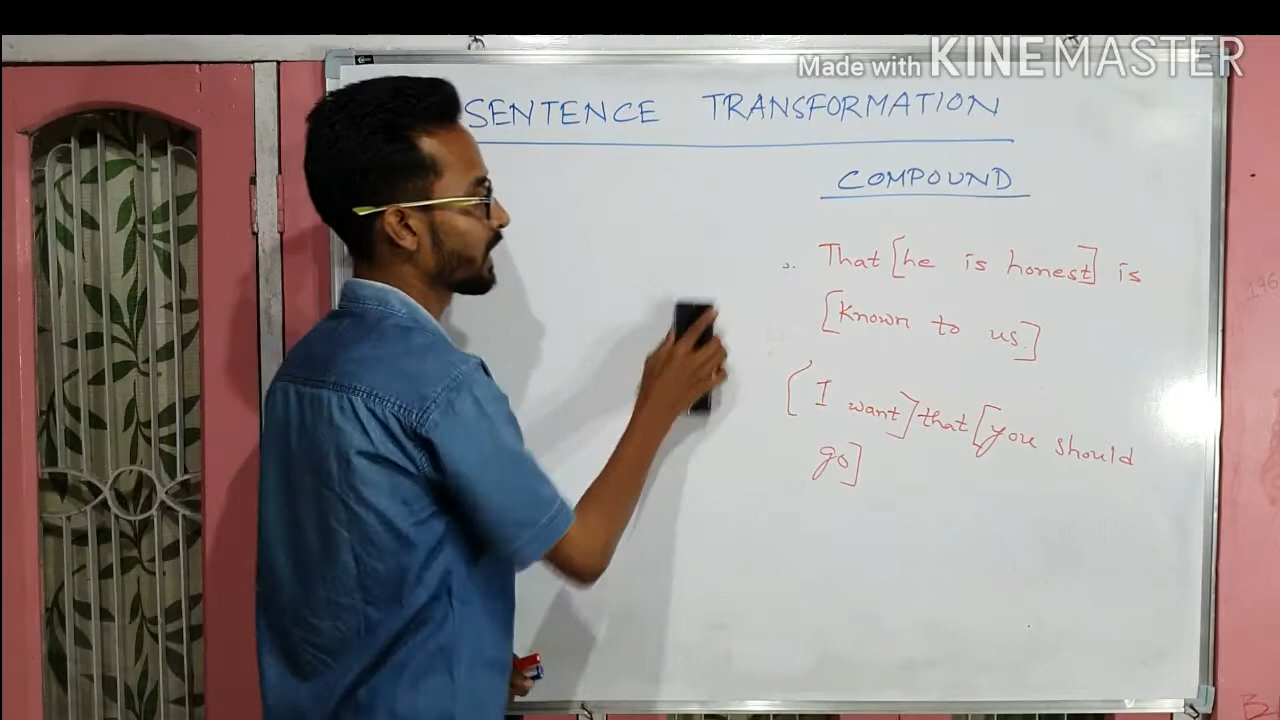 Made with KINEMASTER
SENTENCE TRANSFORMATION
COMPOUND
That [he is honest] is
[known to us.]
[I want] that [you should
go]